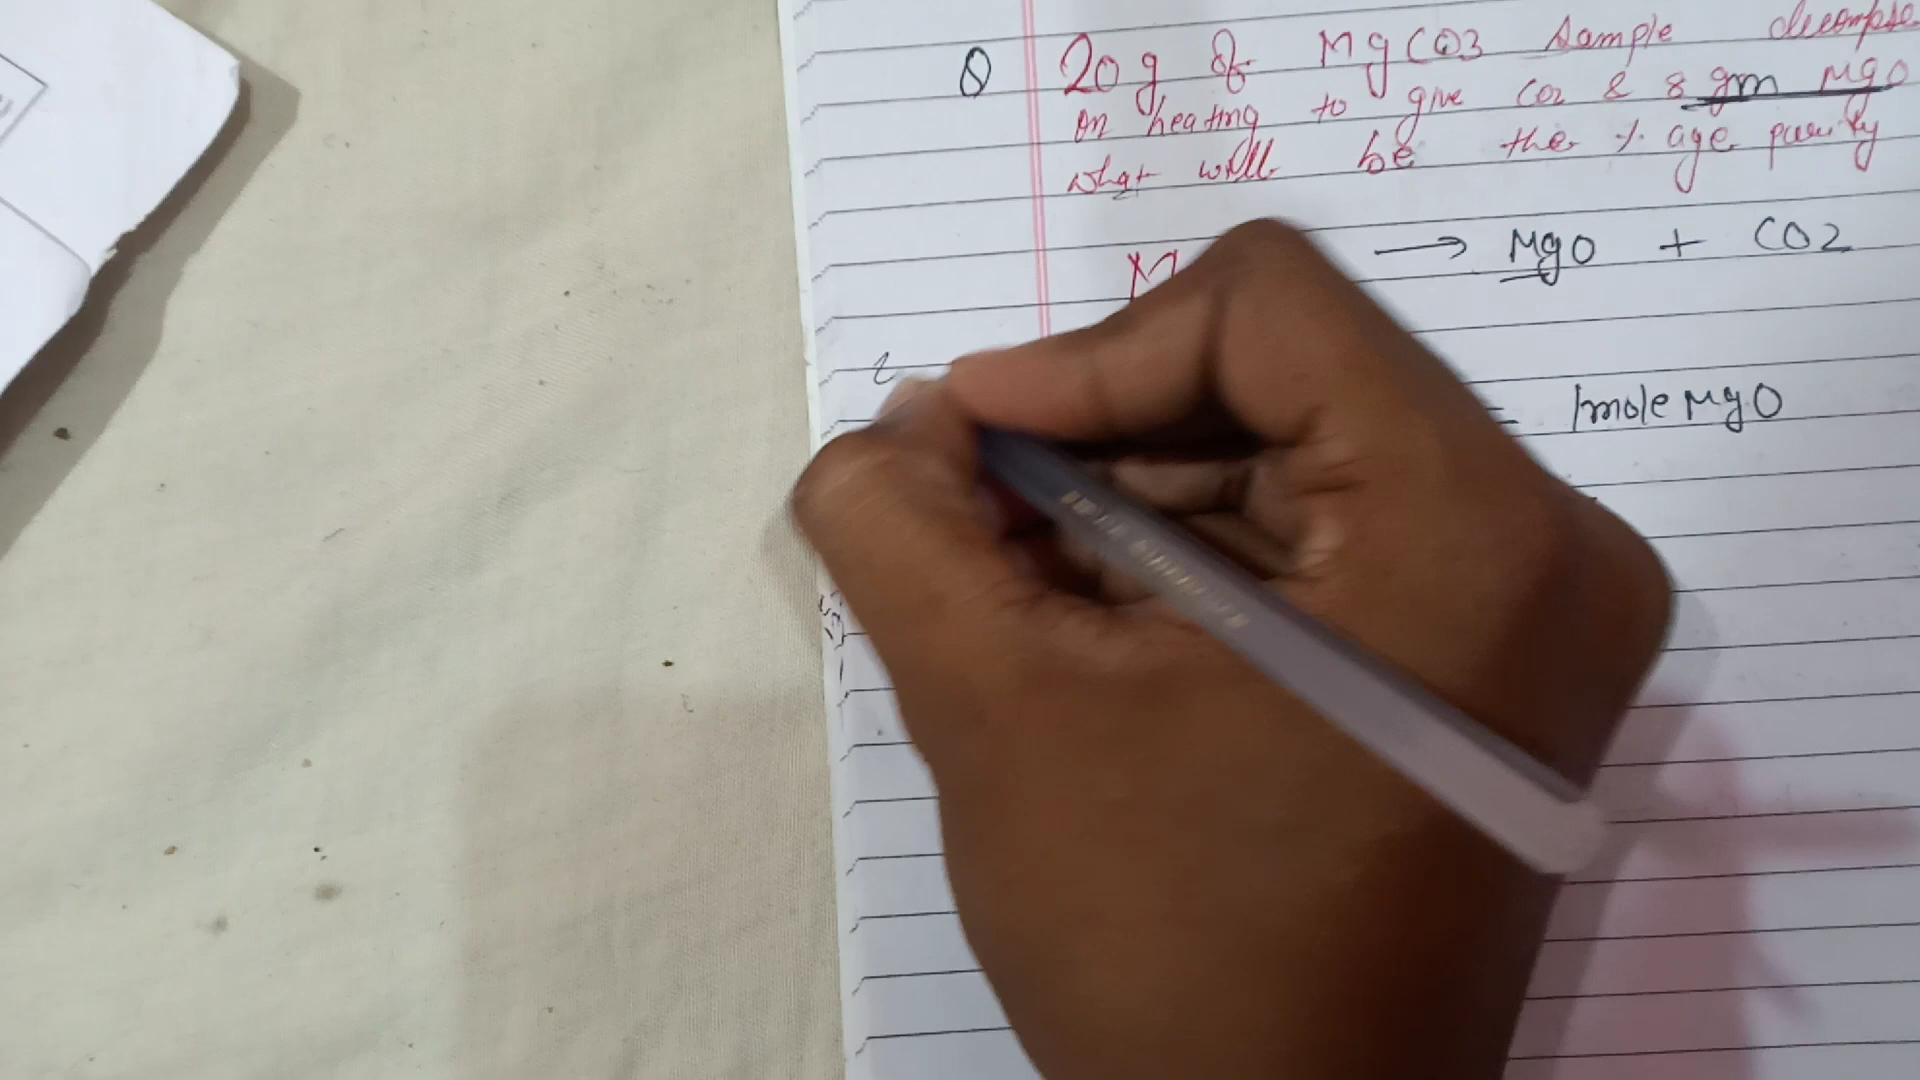 Q 20 g of MgCO3 sample decompose
on heating to give CO2 & 8 gm MgO
what will be the % age purity
M → MgO + CO2
= 1mole MgO